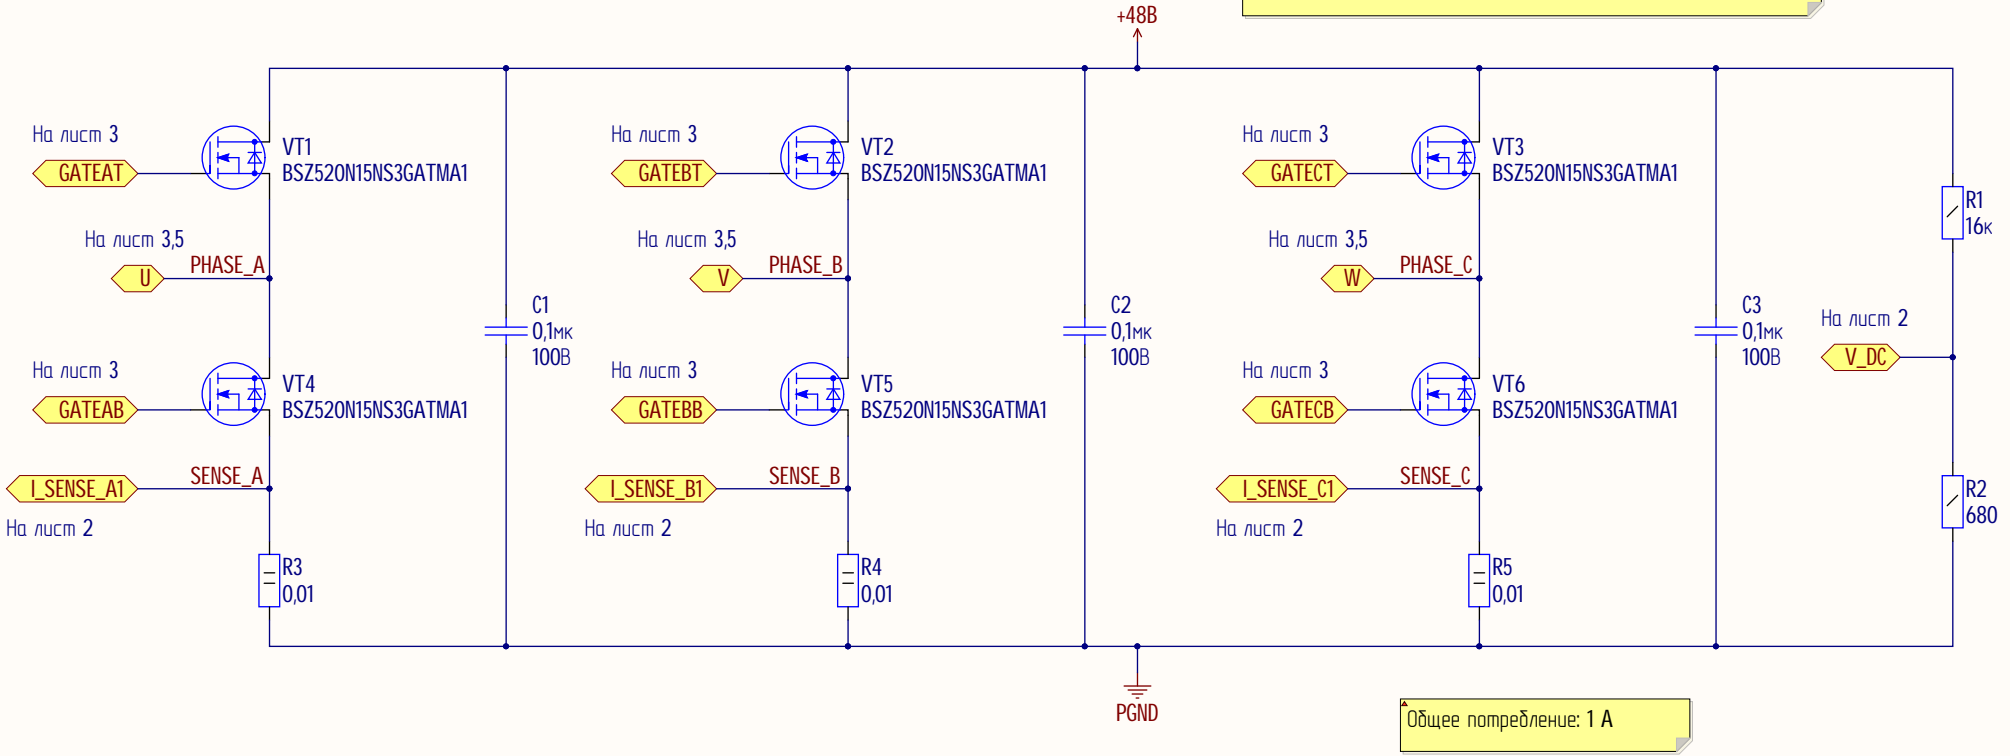 +48В
На лист 3
GATEAT
VT1
BSZ520N15NS3GATMA1
На лист 3
GATEBT
VT2
BSZ520N15NS3GATMA1
На лист 3
GATECT
VT3
BSZ520N15NS3GATMA1
R1
16к
На лист 3,5
U
PHASE_A
На лист 3,5
V
PHASE_B
На лист 3,5
W
PHASE_C
C1
0,1мк
100В
C2
0,1мк
100В
C3
0,1мк
100В
На лист 2
V_DC
На лист 3
GATEAB
VT4
BSZ520N15NS3GATMA1
На лист 3
GATEBB
VT5
BSZ520N15NS3GATMA1
На лист 3
GATECB
VT6
BSZ520N15NS3GATMA1
I_SENSE_A1
SENSE_A
На лист 2
I_SENSE_B1
SENSE_B
На лист 2
I_SENSE_C1
SENSE_C
На лист 2
R2
680
R3
0,01
R4
0,01
R5
0,01
PGND
Общее потребление: 1 А